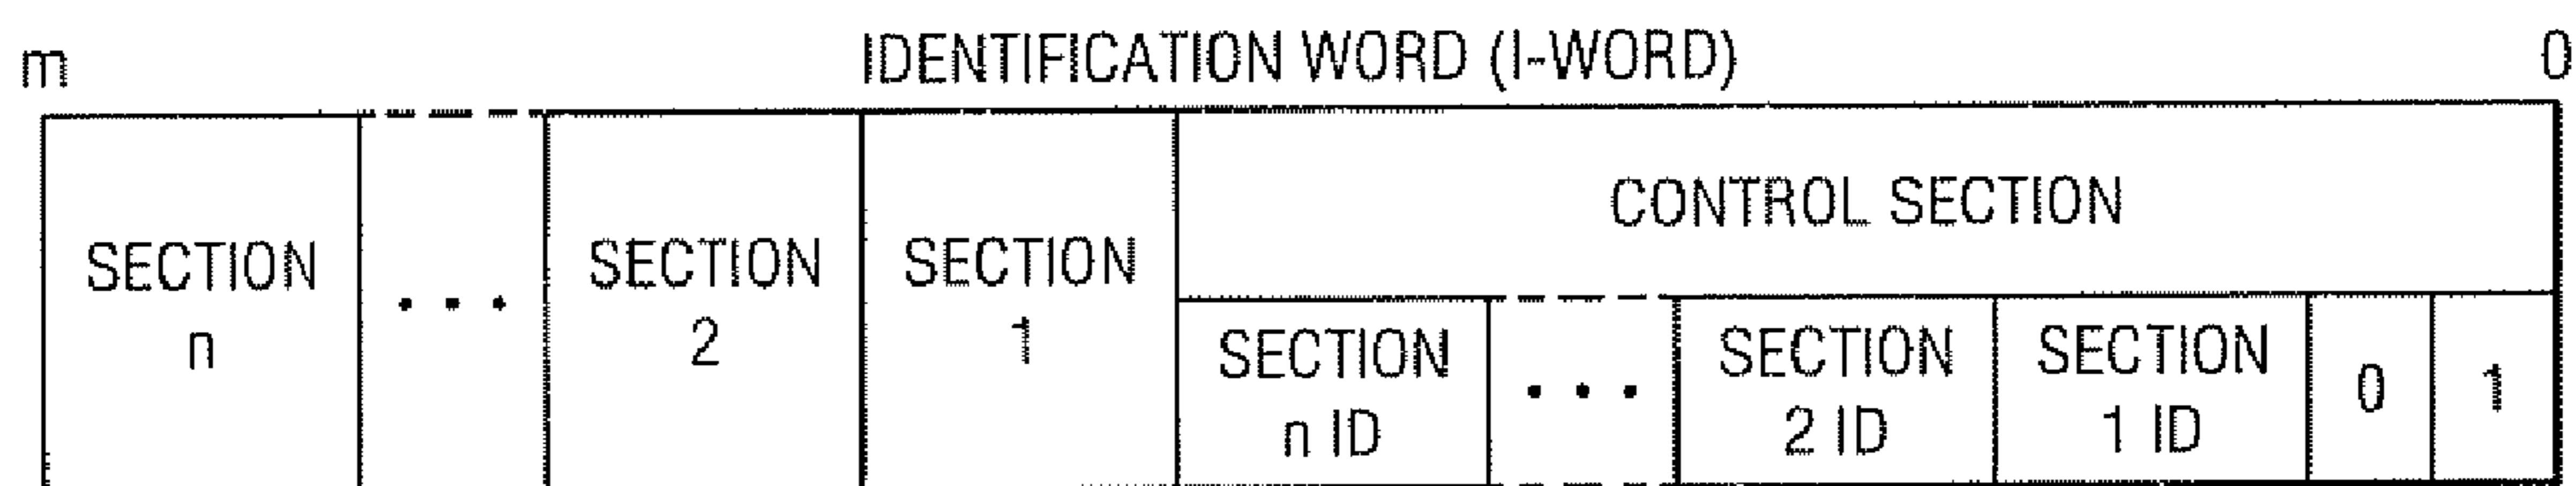 m IDENTIFICATION WORD (I-WORD) 0
CONTROL SECTION
SECTION n
...
SECTION 2
SECTION 1
SECTION n ID
...
SECTION 2 ID
SECTION 1 ID
0
1